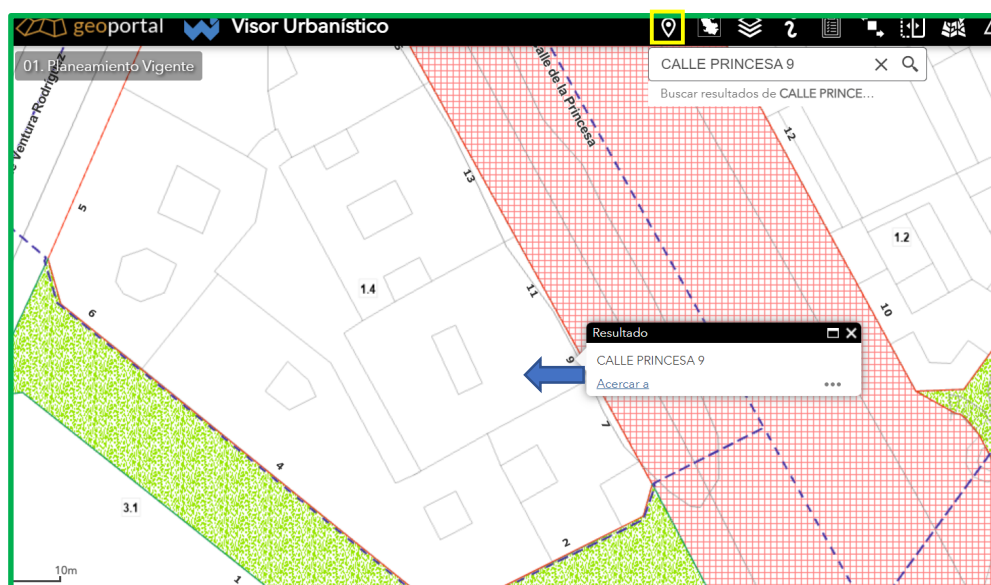 geoportal Visor Urbanístico
01. Planeamiento Vigente
CALLE PRINCESA 9
Buscar resultados de CALLE PRINCE...
Ventura Rodríguez
Calle de la Princesa
12
13
5
1.2
1.4
11
10
6
Resultado
CALLE PRINCESA 9
9
Acercar a
7
4
3.1
2
10m
1